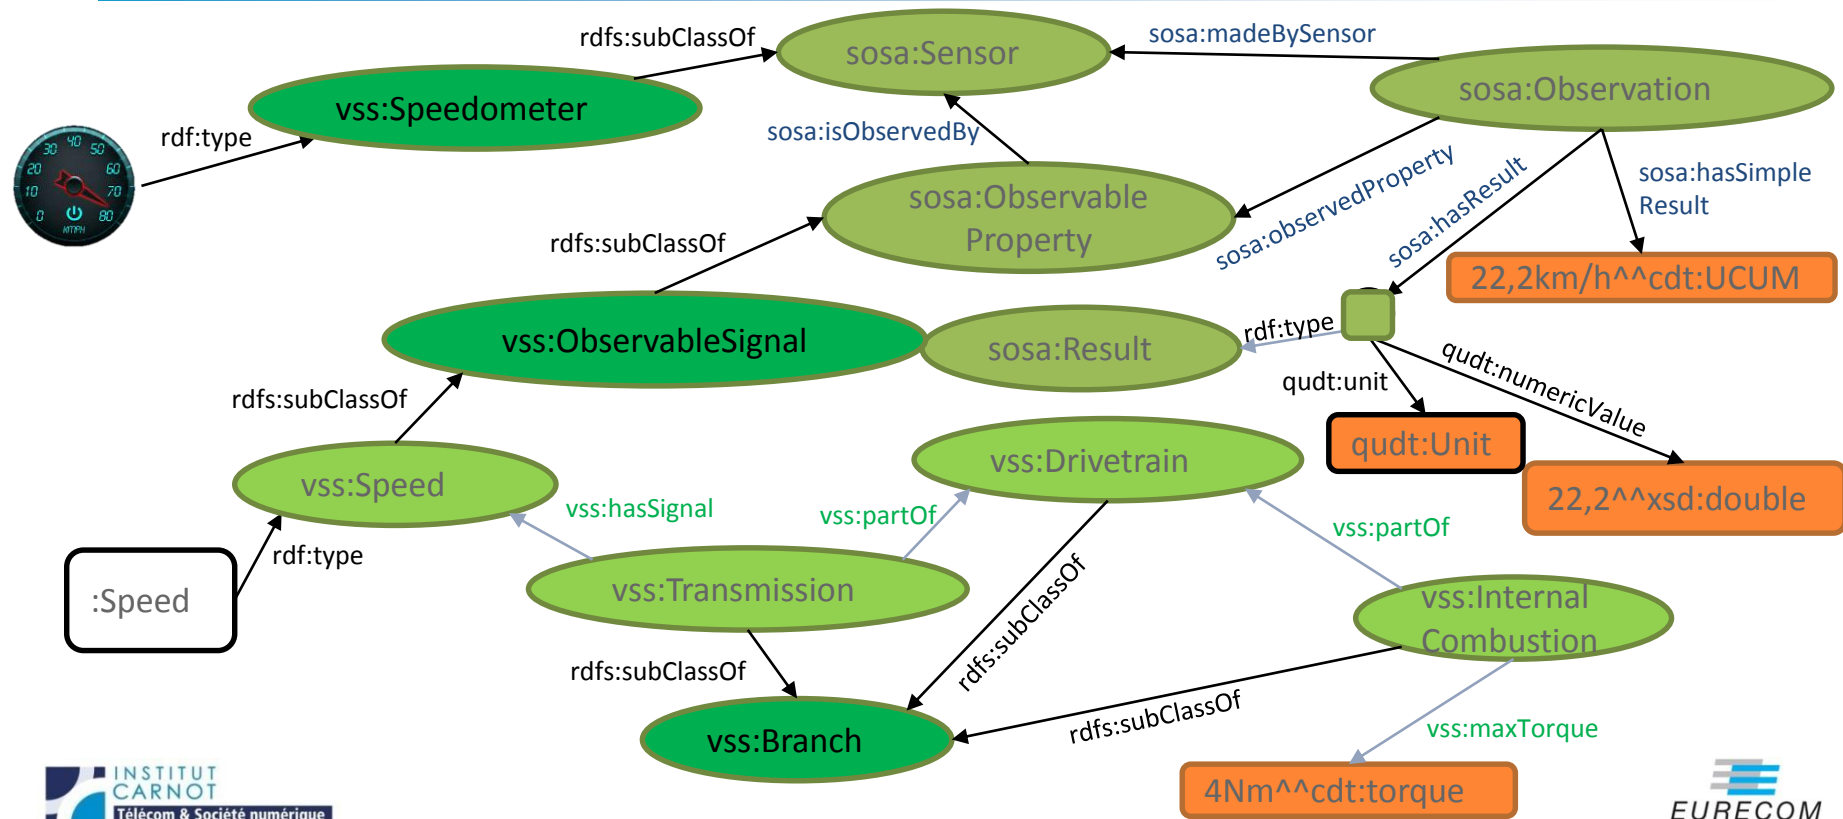 rdfs:subClassOf
sosa:Sensor
sosa:madeBySensor
sosa:Observation
vss:Speedometer
rdf:type
sosa:isObservedBy
40
30
50
20
60
10
70
0
80
KMPH
sosa:Observable
Property
sosa:observedProperty
sosa:hasResult
sosa:hasSimple
Result
rdfs:subClassOf
22,2km/h^^cdt:UCUM
vss:ObservableSignal
sosa:Result
rdf:type
qudt:unit
qudt:numericValue
rdfs:subClassOf
qudt:Unit
vss:Drivetrain
vss:Speed
22,2^^xsd:double
vss:hasSignal
vss:partOf
vss:partOf
rdf:type
:Speed
vss:Transmission
rdfs:subClassOf
vss:Internal
Combustion
rdfs:subClassOf
rdfs:subClassOf
vss:Branch
vss:maxTorque
4Nm^^cdt:torque
INSTITUT
CARNOT
Télécom & Société numérique
EURECOM